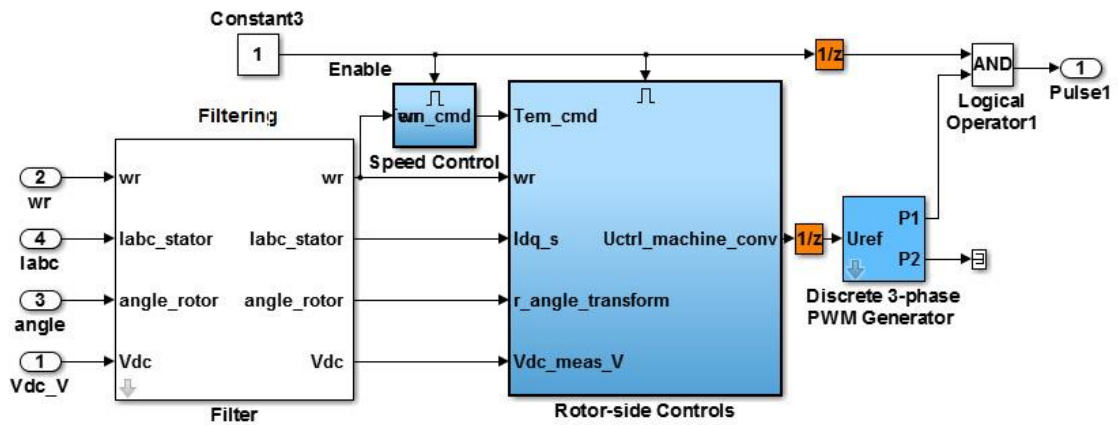 Constant3
1
Enable
1/z
AND
1
Pulse1
Logical
Operator1
Filtering
Tem_cmd
Speed Control
Tem_cmd
2
wr
wr
wr
wr
4
Iabc
Iabc_stator
Iabc_stator
Idq_s
Uctrl_machine_conv
1/z
Uref
P1
P2
Discrete 3-phase
PWM Generator
3
angle
angle_rotor
angle_rotor
r_angle_transform
1
Vdc_V
Vdc
Vdc
Vdc_meas_V
Filter
Rotor-side Controls